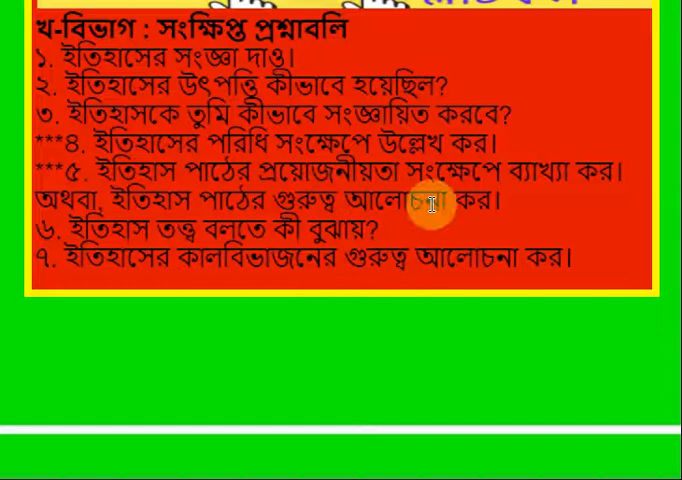 খ-বিভাগ : সংক্ষিপ্ত প্রশ্নাবলি
১. ইতিহাসের সংজ্ঞা দাও।
২. ইতিহাসের উৎপত্তি কীভাবে হয়েছিল?
৩. ইতিহাসকে তুমি কীভাবে সংজ্ঞায়িত করবে?
***৪. ইতিহাসের পরিধি সংক্ষেপে উল্লেখ কর।
***৫. ইতিহাস পাঠের প্রয়োজনীয়তা সংক্ষেপে ব্যাখ্যা কর।
অথবা, ইতিহাস পাঠের গুরুত্ব আলোচনা কর।
৬. ইতিহাস তত্ত্ব বলতে কী বুঝায়?
৭. ইতিহাসের কালবিভাজনের গুরুত্ব আলোচনা কর।